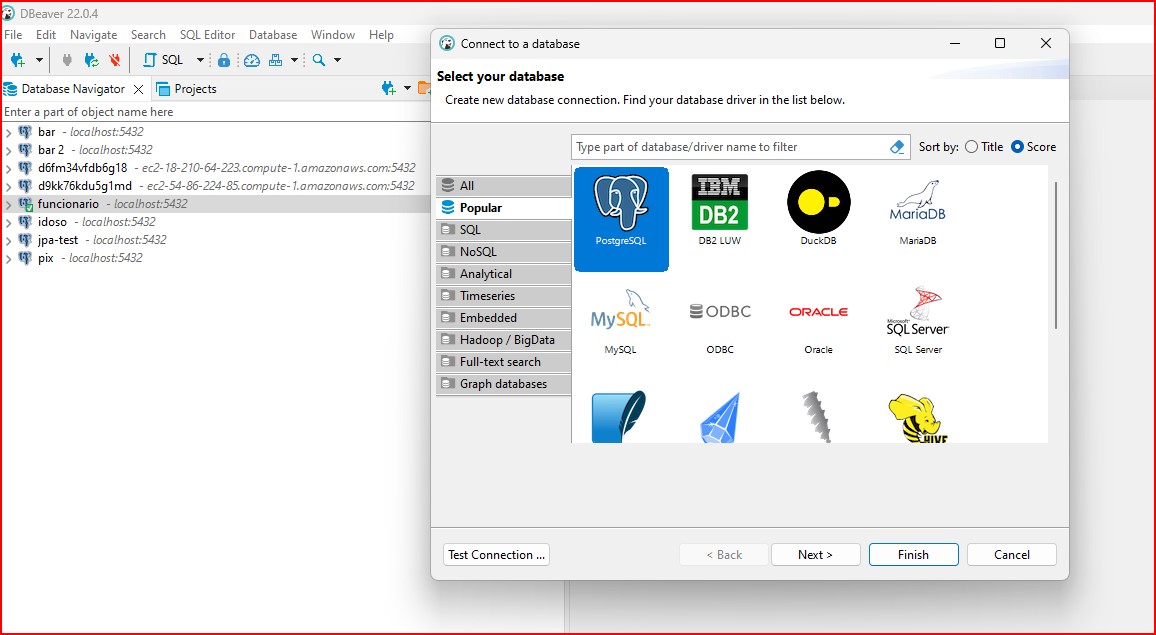 DBeaver 22.0.4
File Edit Navigate Search SQL Editor Database Window Help
SQL
Database Navigator Projects
Enter a part of object name here
bar - localhost:5432
bar 2 - localhost:5432
d6fm34vfdb6g18 - ec2-18-210-64-223.compute-1.amazonaws.com:5432
d9kk76kdu5g1md - ec2-54-86-224-85.compute-1.amazonaws.com:5432
funcionario - localhost:5432
idoso - localhost:5432
jpa-test - localhost:5432
pix - localhost:5432
Connect to a database
Select your database
Create new database connection. Find your database driver in the list below.
Type part of database/driver name to filter
Sort by: Title Score
All
Popular
SQL
NoSQL
Analytical
Timeseries
Embedded
Hadoop / BigData
Full-text search
Graph databases
IBM
DB2
MariaDB
PostgreSQL DB2 LUW DuckDB MariaDB
MySQL ODBC ORACLE Microsoft SQL Server
MySQL ODBC Oracle SQL Server
HIVE
Test Connection ... < Back Next > Finish Cancel